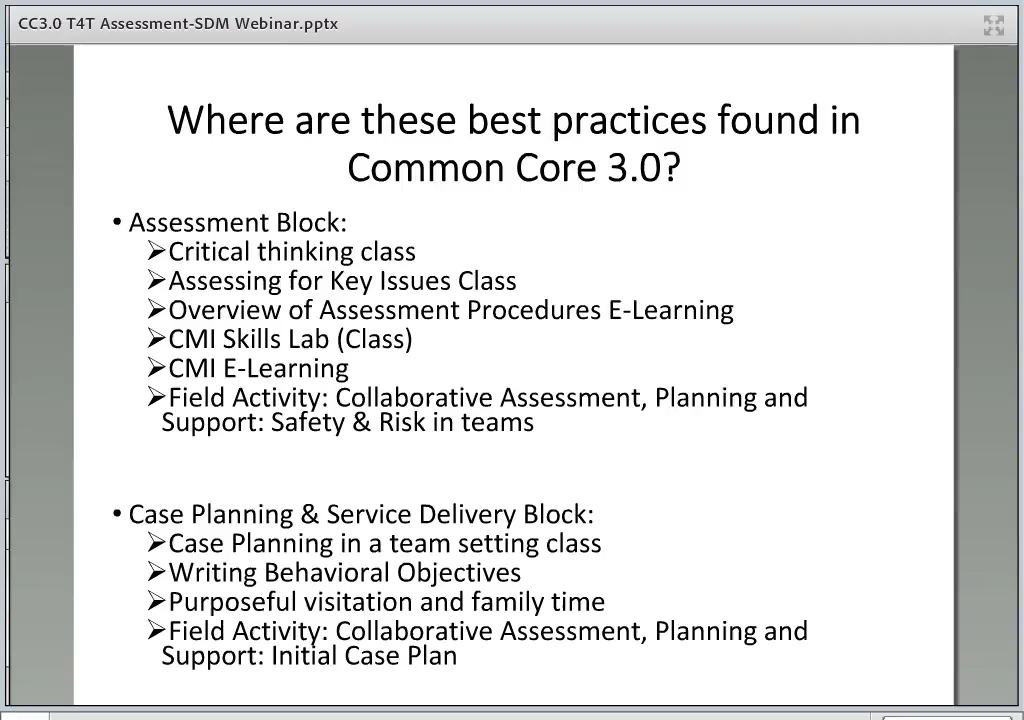 CC3.0 T4T Assessment-SDM Webinar.pptx
Where are these best practices found in
Common Core 3.0?
• Assessment Block:
➢Critical thinking class
➢Assessing for Key Issues Class
➢Overview of Assessment Procedures E-Learning
➢CMI Skills Lab (Class)
➢CMI E-Learning
➢Field Activity: Collaborative Assessment, Planning and
Support: Safety & Risk in teams
• Case Planning & Service Delivery Block:
➢Case Planning in a team setting class
➢Writing Behavioral Objectives
➢Purposeful visitation and family time
➢Field Activity: Collaborative Assessment, Planning and
Support: Initial Case Plan